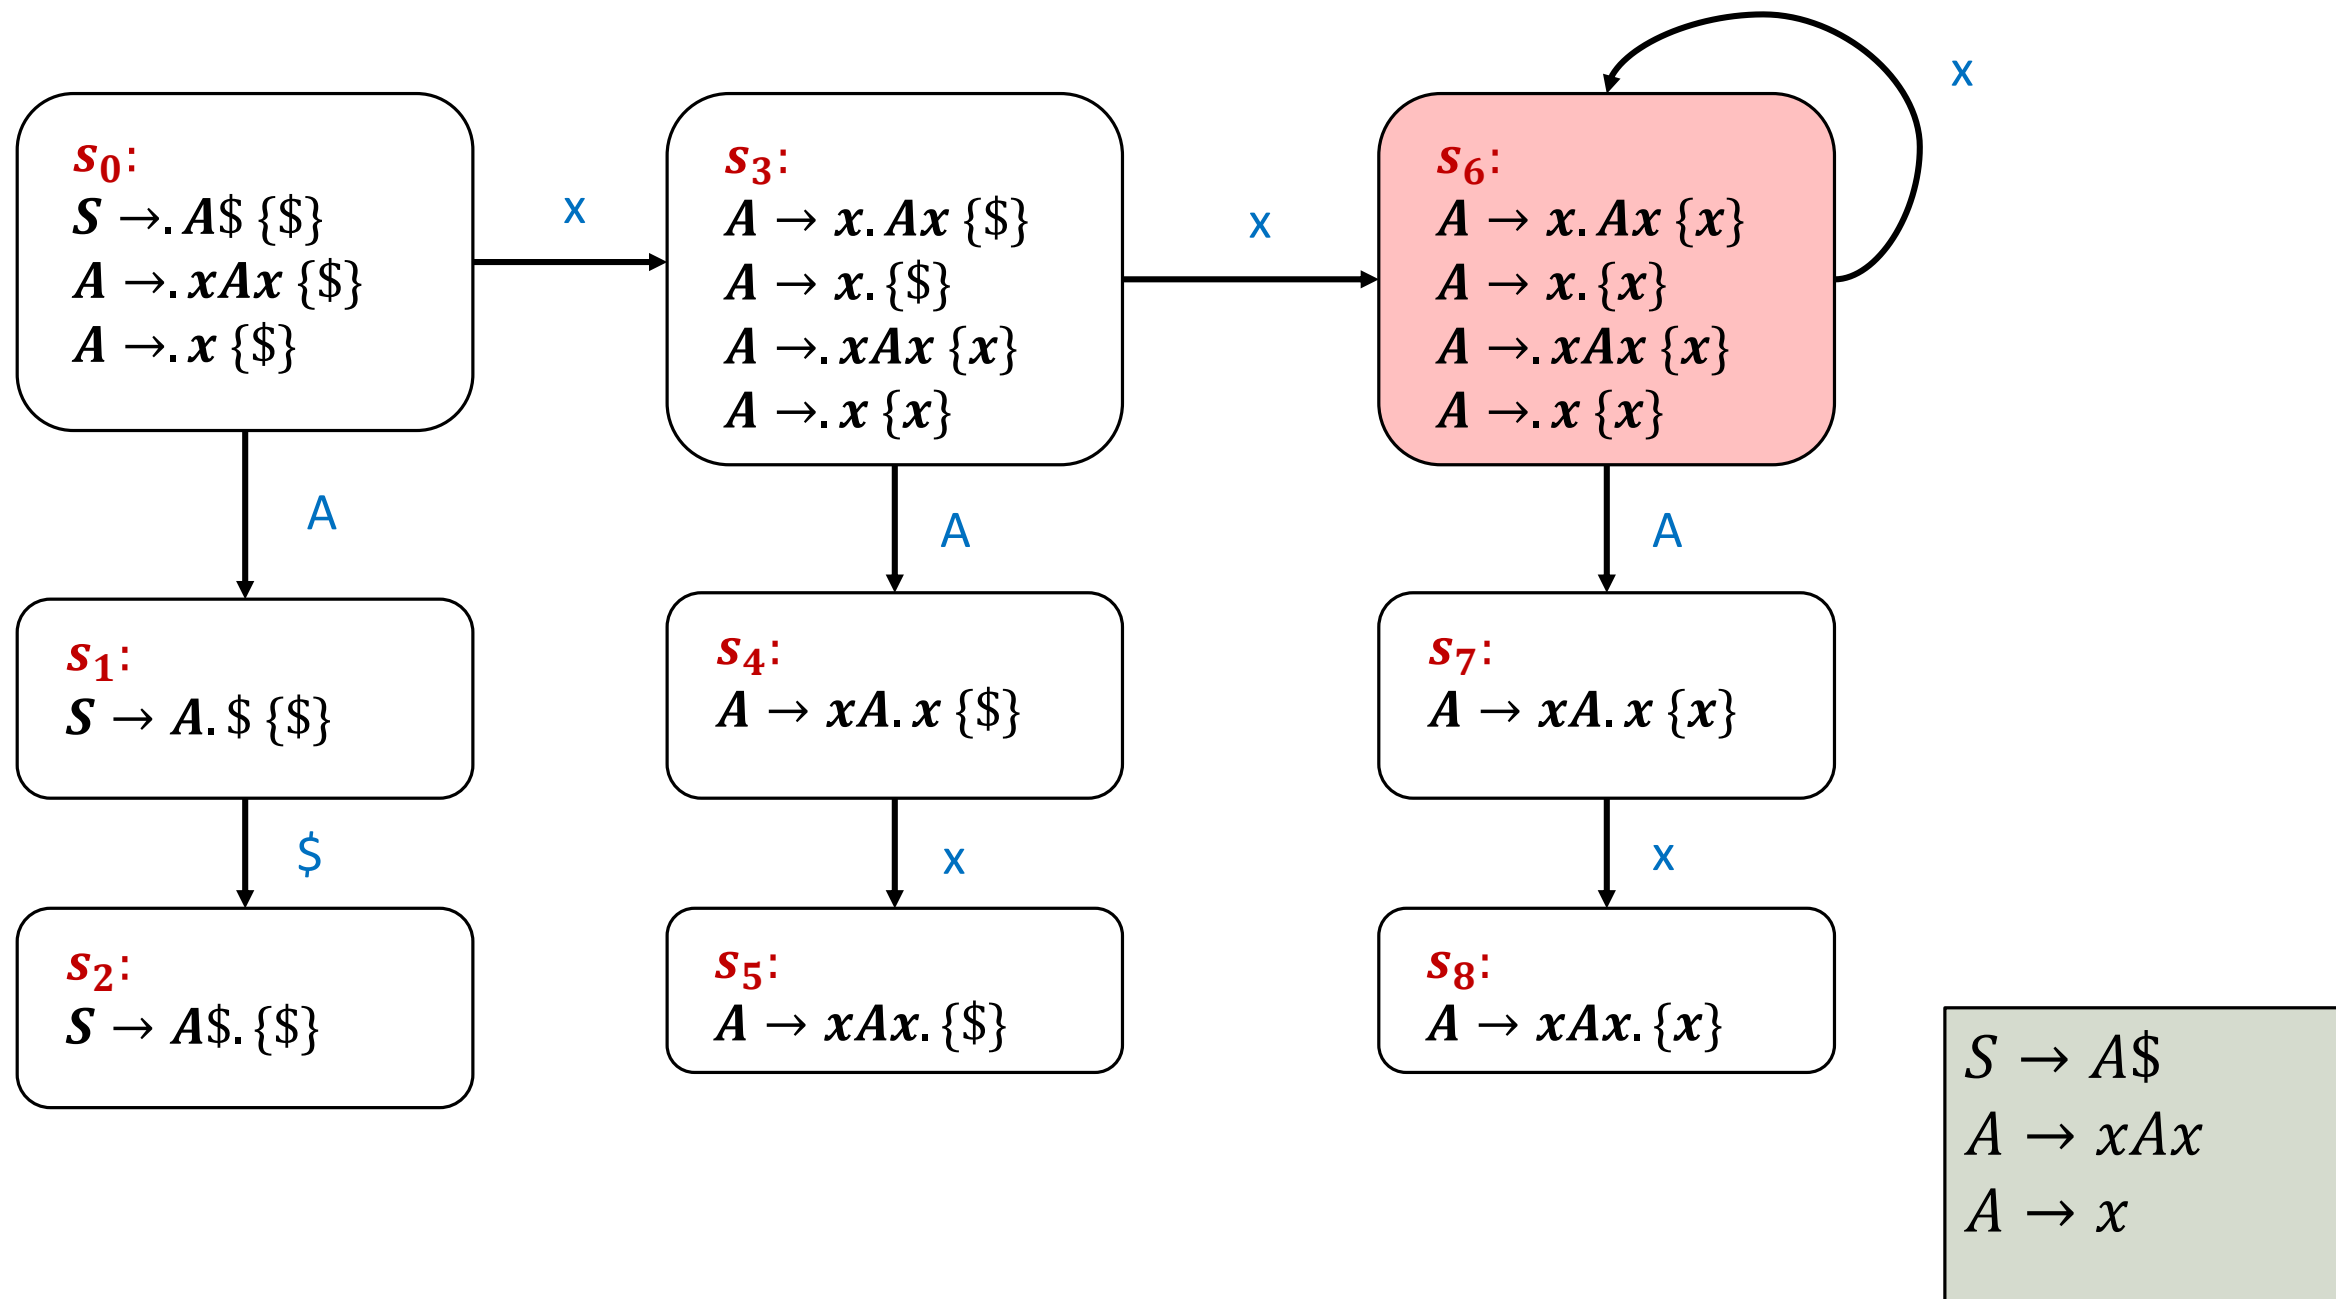 s₀:
S →. A$ {$}
A →. xAx {$}
A →. x {$}
x
s₃:
A → x. Ax {$}
A → x. {$}
A →. xAx {x}
A →. x {x}
x
s₆:
A → x. Ax {x}
A → x. {x}
A →. xAx {x}
A →. x {x}
x
A
A
A
s₁:
S → A. $ {$}
s₄:
A → xA. x {$}
s₇:
A → xA. x {x}
$
x
x
s₂:
S → A$. {$}
s₅:
A → xAx. {$}
s₈:
A → xAx. {x}
S → A$
A → xAx
A → x